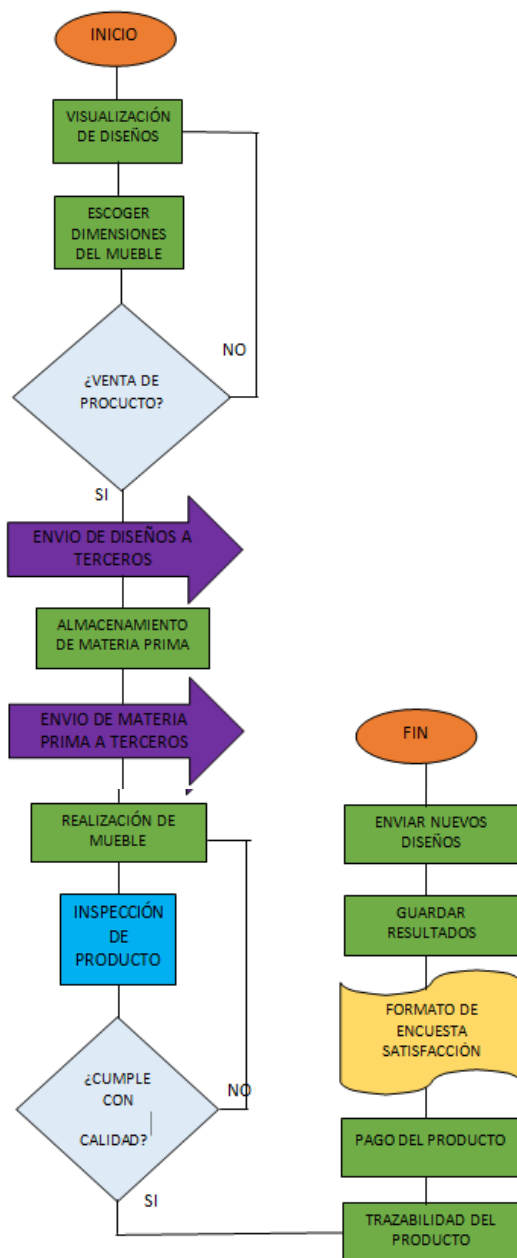 INICIO
VISUALIZACIÓN
DE DISEÑOS
ESCOGER
DIMENSIONES
DEL MUEBLE
NO
¿VENTA DE
PROCUCTO?
SI
ENVIO DE DISEÑOS A
TERCEROS
ALMACENAMIENTO
DE MATERIA PRIMA
ENVIO DE MATERIA
PRIMA A TERCEROS
REALIZACIÓN DE
MUEBLE
INSPECCIÓN
DE
PRODUCTO
¿CUMPLE
CON
CALIDAD?
NO
SI
TRAZABILIDAD DEL
PRODUCTO
PAGO DEL PRODUCTO
FORMATO DE
ENCUESTA
SATISFACCIÓN
GUARDAR
RESULTADOS
ENVIAR NUEVOS
DISEÑOS
FIN